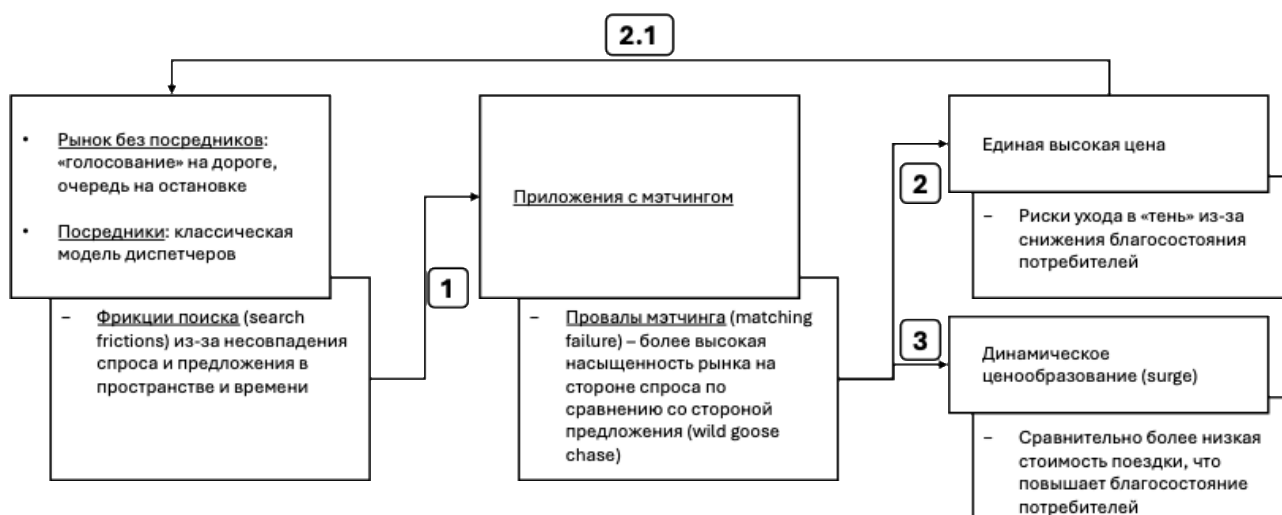 2.1
• Рынок без посредников:
«голосование» на дороге,
очередь на остановке
• Посредники: классическая
модель диспетчеров
– Фрикции поиска (search
frictions) из-за несовпадения
спроса и предложения в
пространстве и времени
1
Приложения с мэтчингом
– Провалы мэтчинга (matching
failure) – более высокая
насыщенность рынка на
стороне спроса по
сравнению со стороной
предложения (wild goose
chase)
2
Единая высокая цена
– Риски ухода в «тень» из-за
снижения благосостояния
потребителей
3
Динамическое
ценообразование (surge)
– Сравнительно более низкая
стоимость поездки, что
повышает благосостояние
потребителей